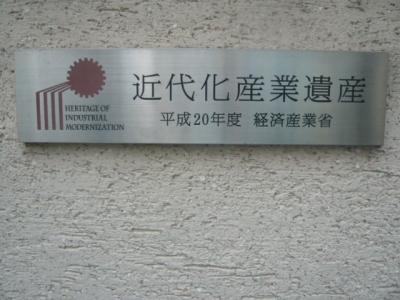 HERITAGE OF
INDUSTRIAL
MODERNIZATION
近代化産業遺産
平成20年度 経済産業省